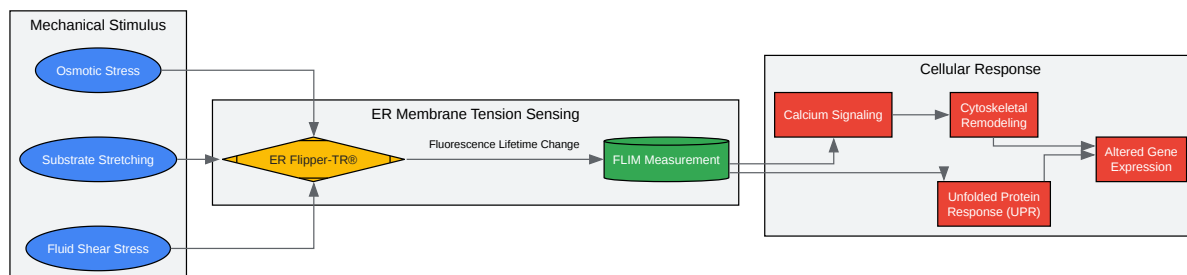 Mechanical Stimulus
Osmotic Stress
Substrate Stretching
Fluid Shear Stress
ER Membrane Tension Sensing
ER Flipper-TR®
Fluorescence Lifetime Change
FLIM Measurement
Cellular Response
Calcium Signaling
Cytoskeletal
Remodeling
Unfolded Protein
Response (UPR)
Altered Gene
Expression